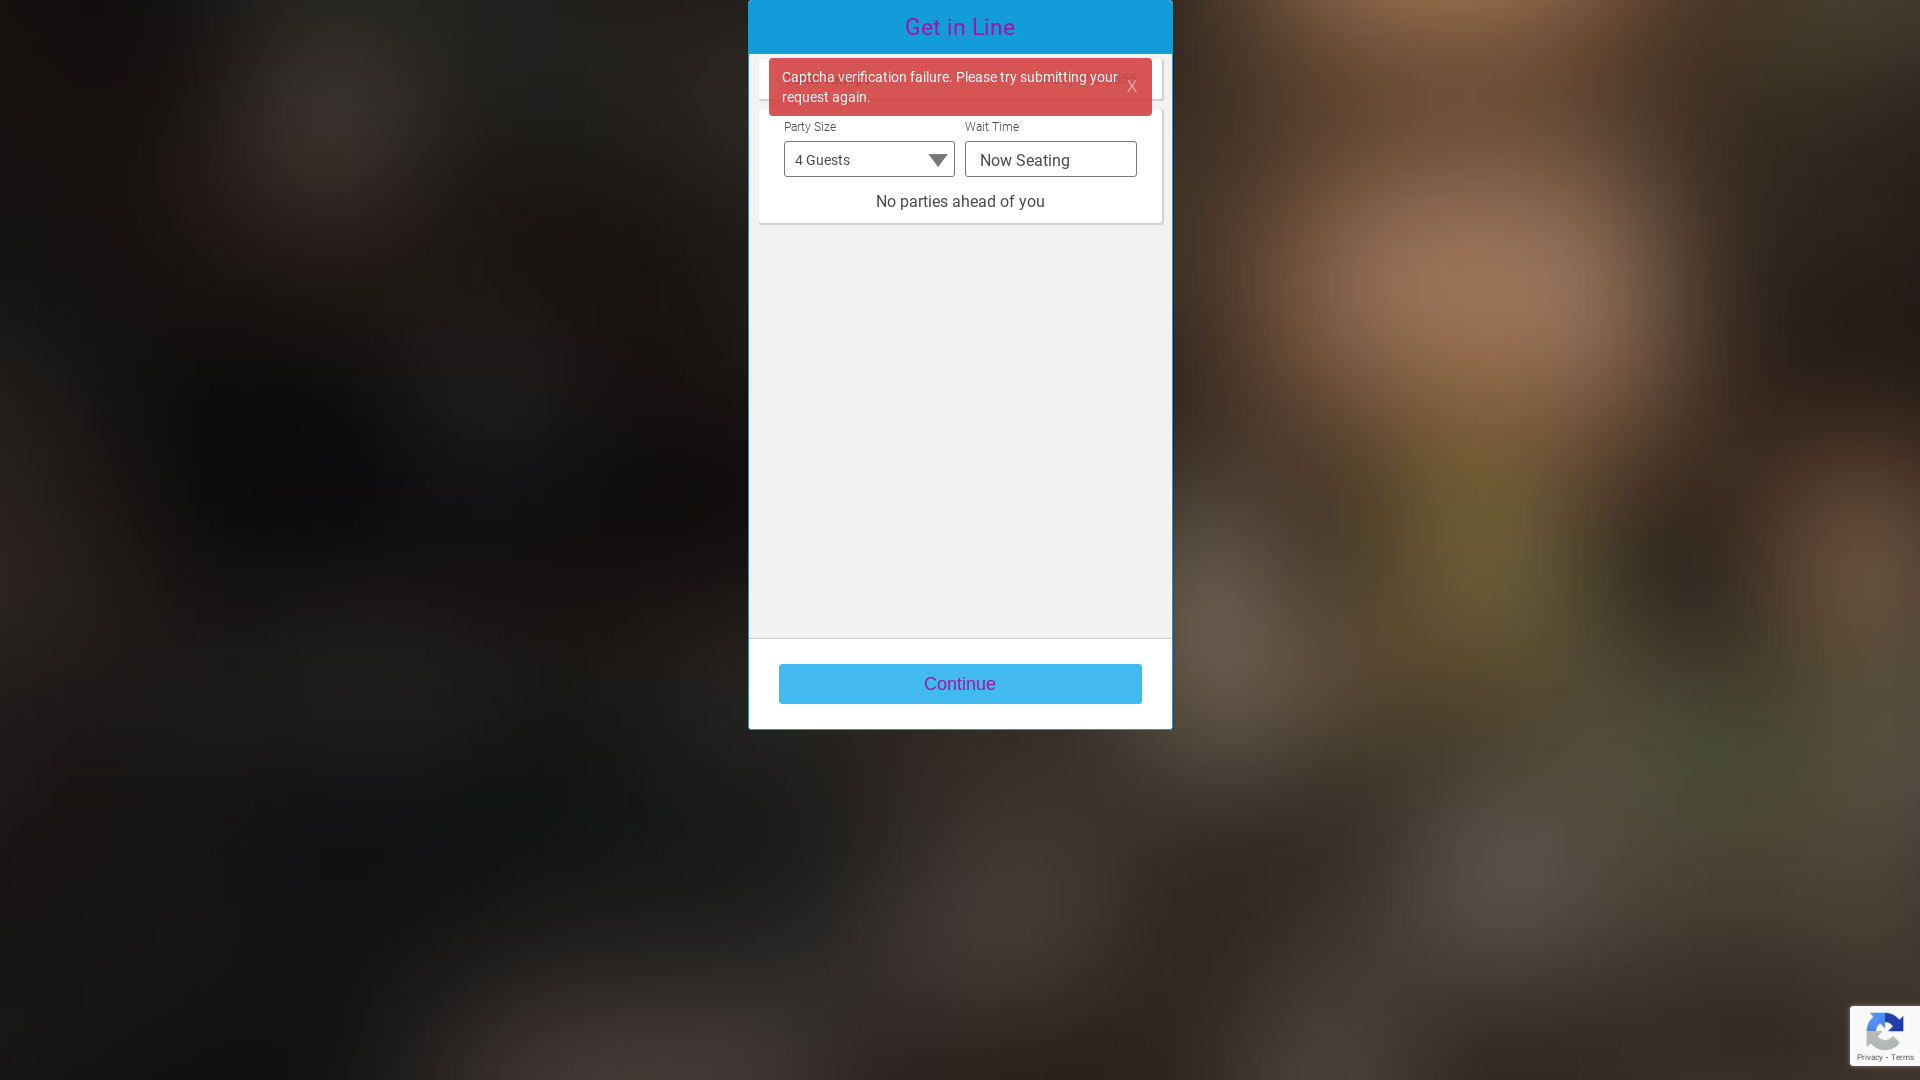 Get in Line
Captcha verification failure. Please try submitting your
request again.
X
Party Size
Wait Time
4 Guests
Now Seating
No parties ahead of you
Continue
Privacy - Terms